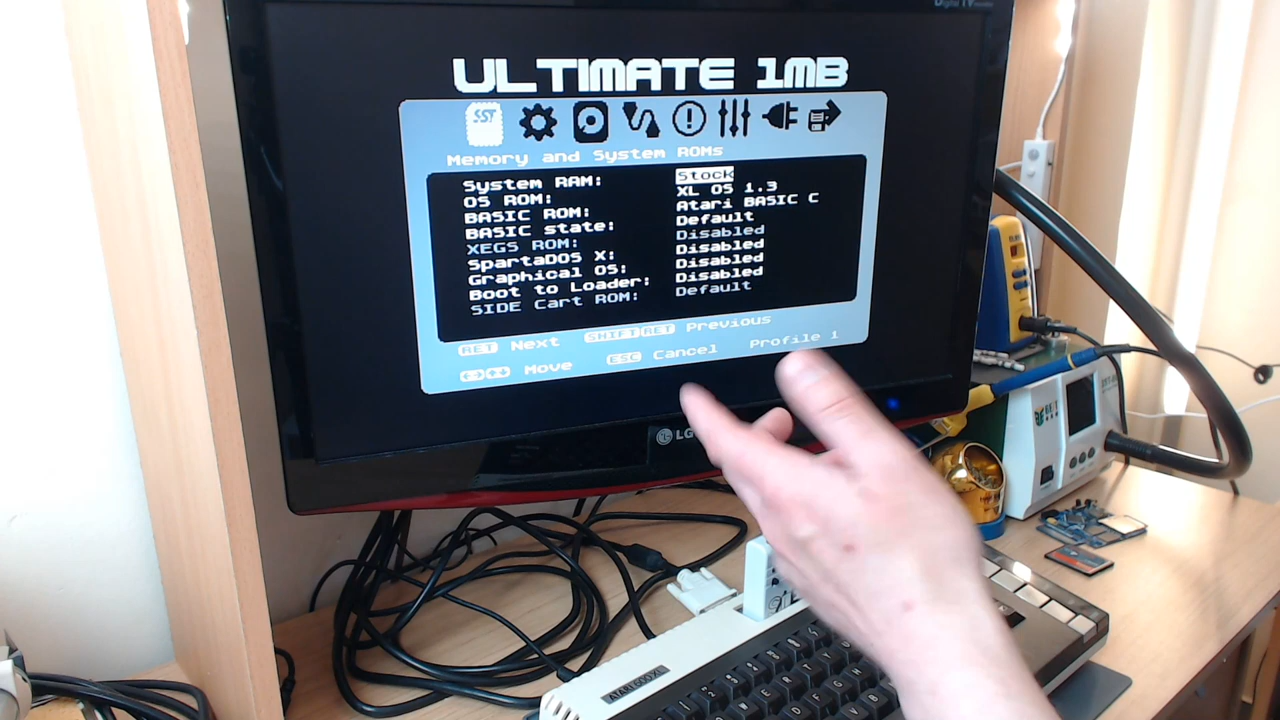 Digital TV
ULTIMATE 1MB
SST
Memory and System ROMs
System RAM: Stock
OS ROM: XL OS 1.3
BASIC ROM: Atari BASIC C
BASIC state: Default
XEGS ROM: Disabled
SpartaDOS X: Disabled
Graphical OS: Disabled
Boot to Loader: Disabled
SIDE Cart ROM: Default
RET Next SHIFT RET Previous
Move ESC Cancel Profile 1
LG
ATARI 600XL